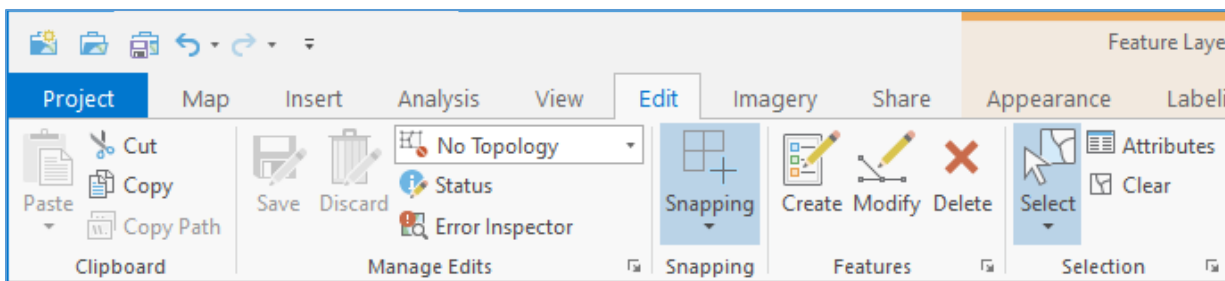 Feature Laye
Project Map Insert Analysis View Edit Imagery Share Appearance Labeli
Cut No Topology Attributes
Copy Status Clear
Paste Save Discard Snapping Create Modify Delete Select
Copy Path Error Inspector
Clipboard Manage Edits Snapping Features Selection